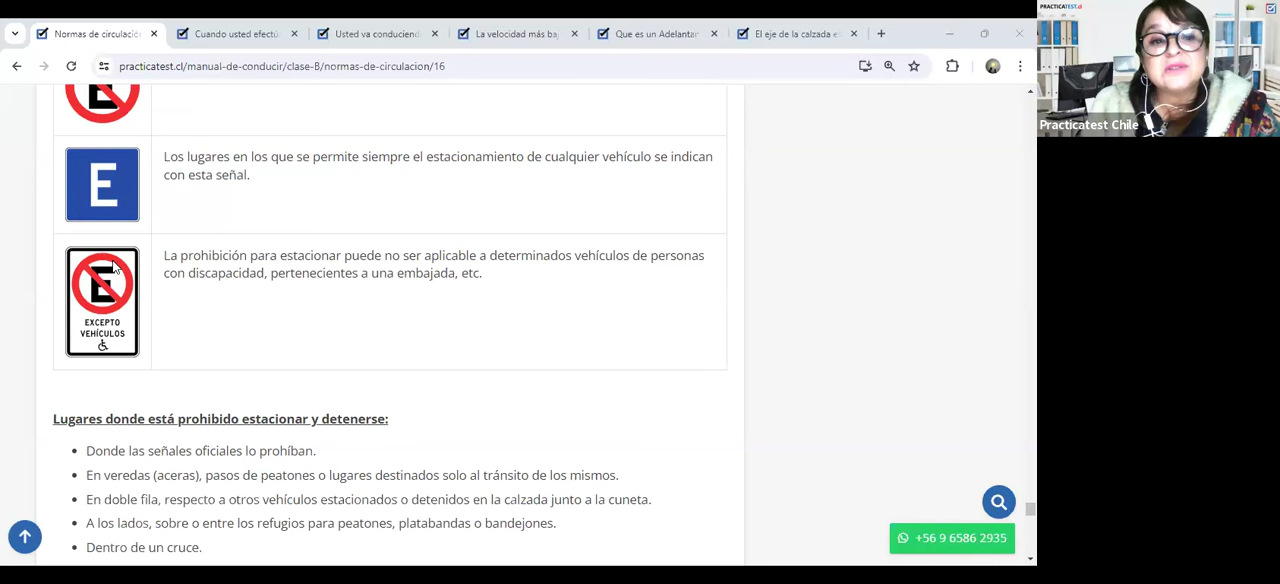 Normas de circulació
Cuando usted efectú
Usted va conduciend
La velocidad más ba
Que es un Adelantar
El eje de la calzada e
practicatest.cl/manual-de-conducir/clase-B/normas-de-circulacion/16
PRACTICATEST.cl
Practicatest Chile
E
E
Los lugares en los que se permite siempre el estacionamiento de cualquier vehículo se indican
con esta señal.
E
EXCEPTO
VEHÍCULOS
La prohibición para estacionar puede no ser aplicable a determinados vehículos de personas
con discapacidad, pertenecientes a una embajada, etc.
Lugares donde está prohibido estacionar y detenerse:
• Donde las señales oficiales lo prohíban.
• En veredas (aceras), pasos de peatones o lugares destinados solo al tránsito de los mismos.
• En doble fila, respecto a otros vehículos estacionados o detenidos en la calzada junto a la cuneta.
• A los lados, sobre o entre los refugios para peatones, platabandas o bandejones.
• Dentro de un cruce.
+56 9 6586 2935